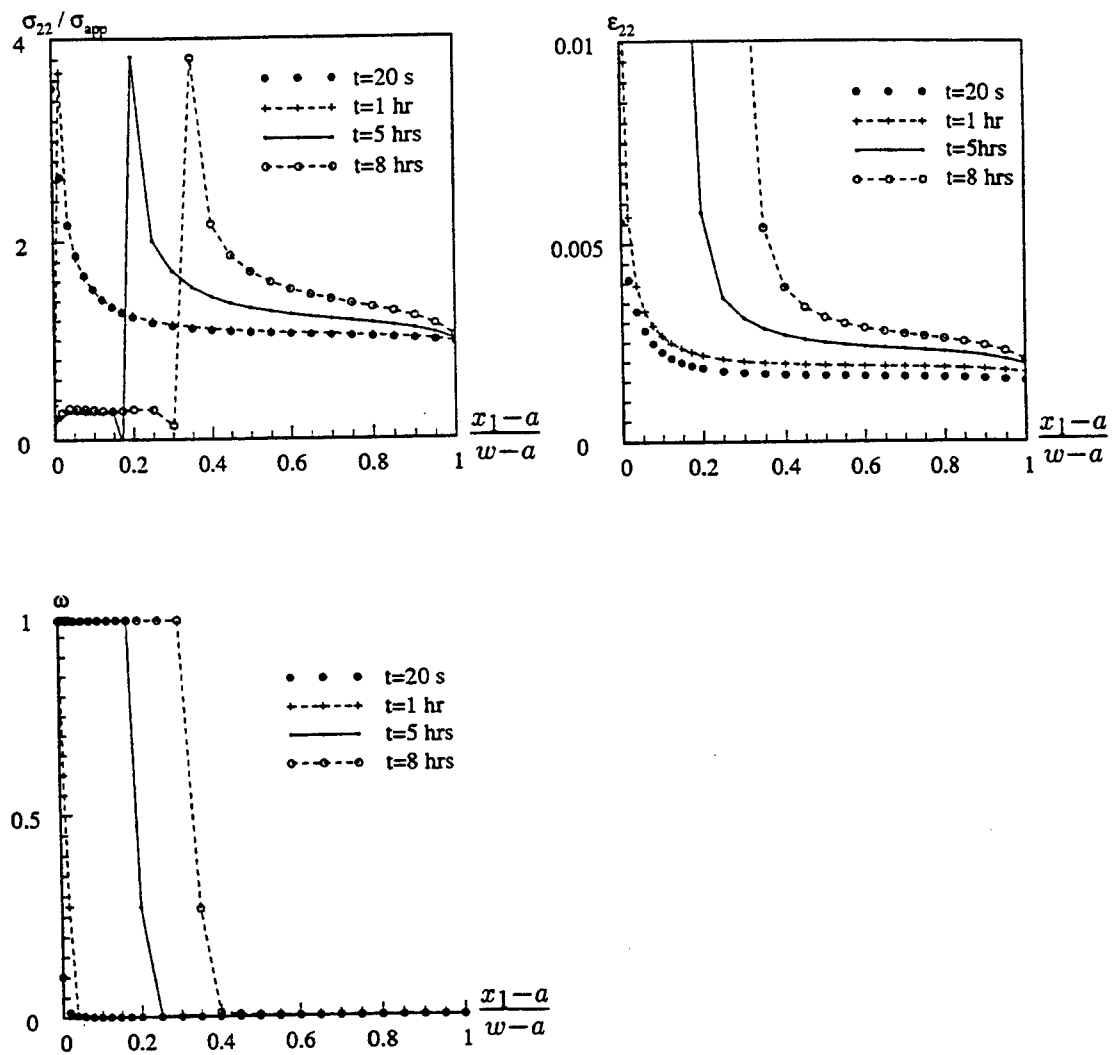 σ22 / σapp
4
2
0
t=20 s
t=1 hr
t=5 hrs
t=8 hrs
0 0.2 0.4 0.6 0.8 1
x1−a
w−a
ε22
0.01
0.005
0
t=20 s
t=1 hr
t=5hrs
t=8 hrs
0 0.2 0.4 0.6 0.8 1
x1−a
w−a
ω
1
0.5
0
t=20 s
t=1 hr
t=5 hrs
t=8 hrs
0 0.2 0.4 0.6 0.8 1
x1−a
w−a